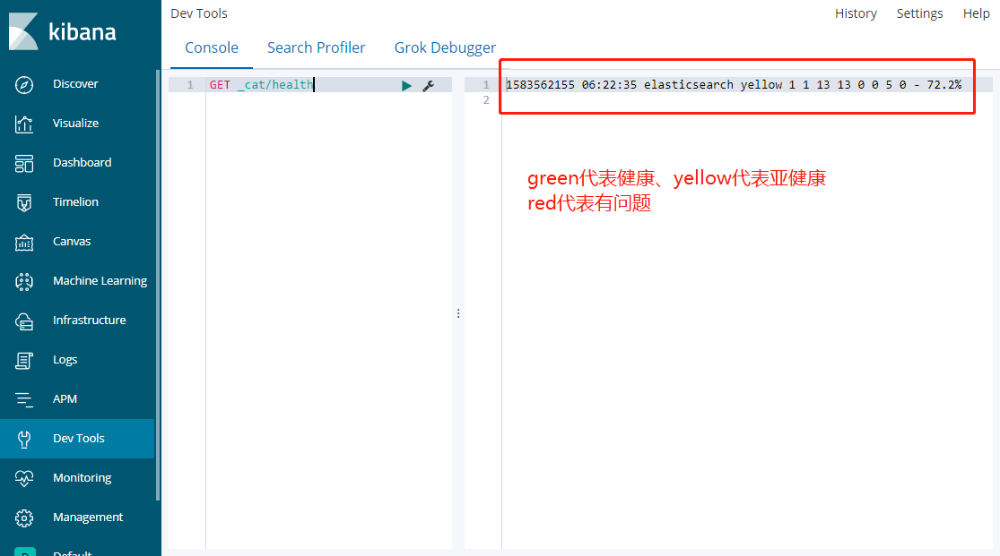 kibana
Discover
Visualize
Dashboard
Timelion
Canvas
Machine Learning
Infrastructure
Logs
APM
Dev Tools
Monitoring
Management
D Default
Dev Tools
History Settings Help
Console Search Profiler Grok Debugger
1 GET _cat/health
1 1583562155 06:22:35 elasticsearch yellow 1 1 13 13 0 0 5 0 - 72.2%
2
green代表健康、yellow代表亚健康
red代表有问题